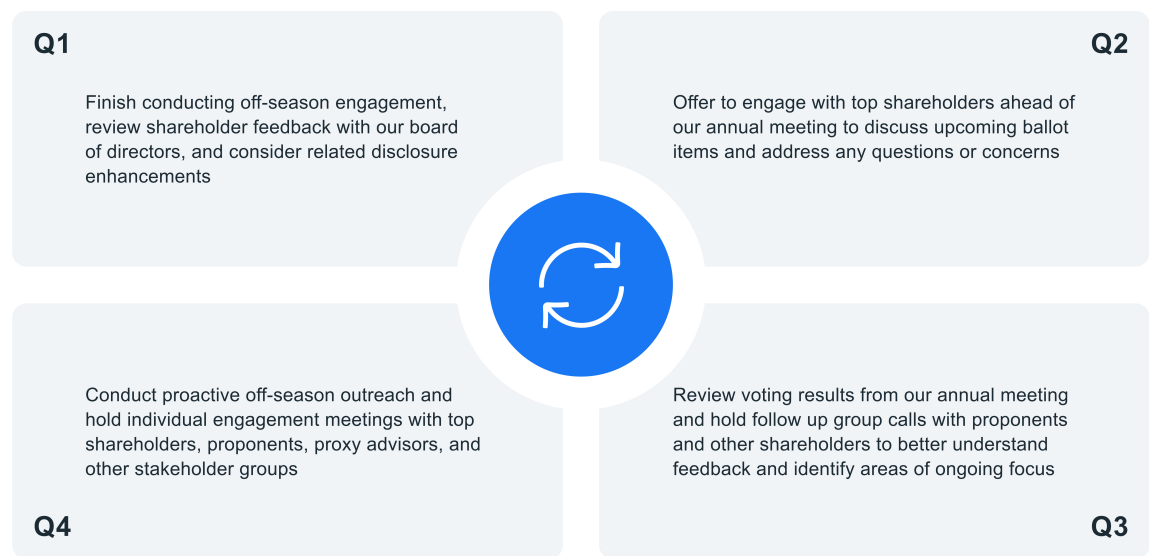 Q1
Finish conducting off-season engagement,
review shareholder feedback with our board
of directors, and consider related disclosure
enhancements
Q2
Offer to engage with top shareholders ahead of
our annual meeting to discuss upcoming ballot
items and address any questions or concerns
Review voting results from our annual meeting
and hold follow up group calls with proponents
and other shareholders to better understand
feedback and identify areas of ongoing focus
Q3
Conduct proactive off-season outreach and
hold individual engagement meetings with top
shareholders, proponents, proxy advisors, and
other stakeholder groups
Q4